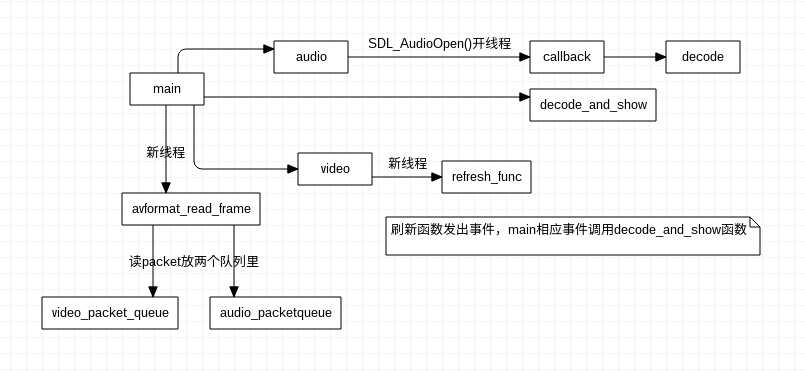 SDL_AudioOpen()开线程
audio
callback
decode
main
decode_and_show
新线程
video
新线程
refresh_func
avformat_read_frame
刷新函数发出事件，main相应事件调用decode_and_show函数
读packet放两个队列里
video_packet_queue
audio_packetqueue